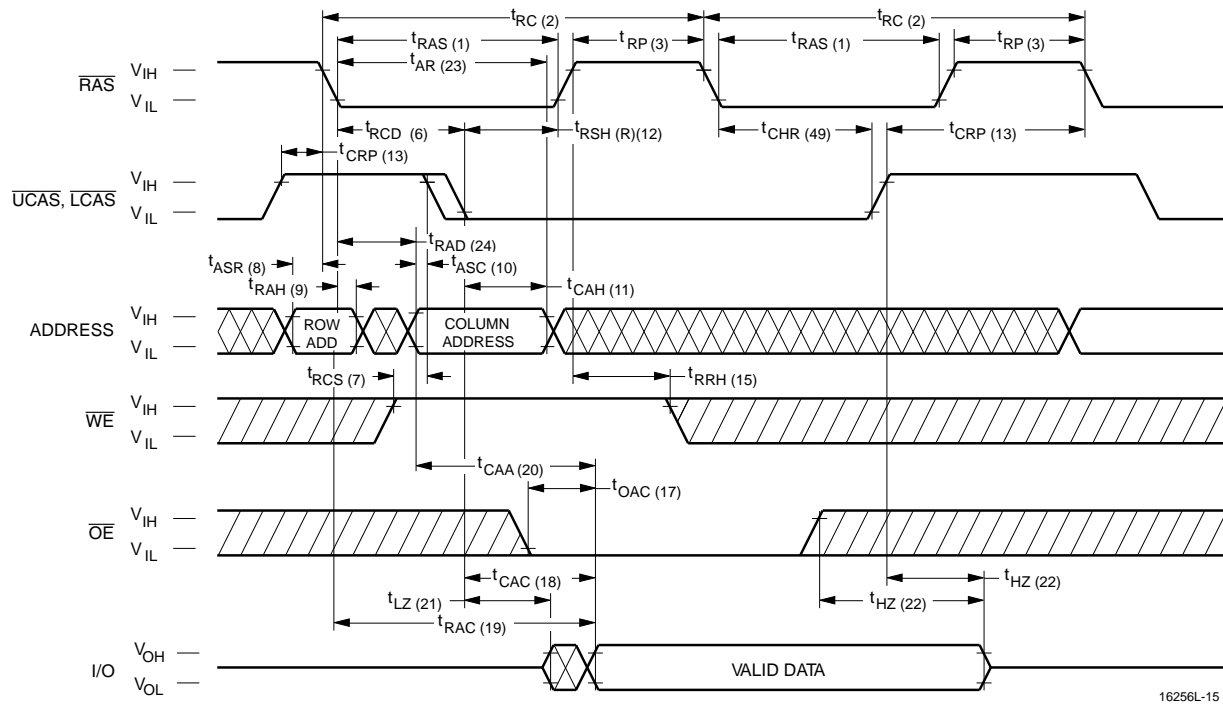 tRC (2) tRC (2)
tRAS (1) tRP (3) tRAS (1) tRP (3)
tAR (23)
RAS VIH
VIL
tRCD (6) tRSH (R)(12) tCHR (49) tCRP (13)
tCRP (13)
UCAS, LCAS VIH
VIL
tRAD (24)
tASR (8) tASC (10)
tRAH (9) tCAH (11)
ADDRESS VIH
VIL
ROW
ADD
COLUMN
ADDRESS
tRCS (7) tRRH (15)
WE VIH
VIL
tCAA (20)
tOAC (17)
OE VIH
VIL
tCAC (18) tHZ (22)
tLZ (21) tHZ (22)
tRAC (19)
I/O VOH
VOL
VALID DATA
16256L-15